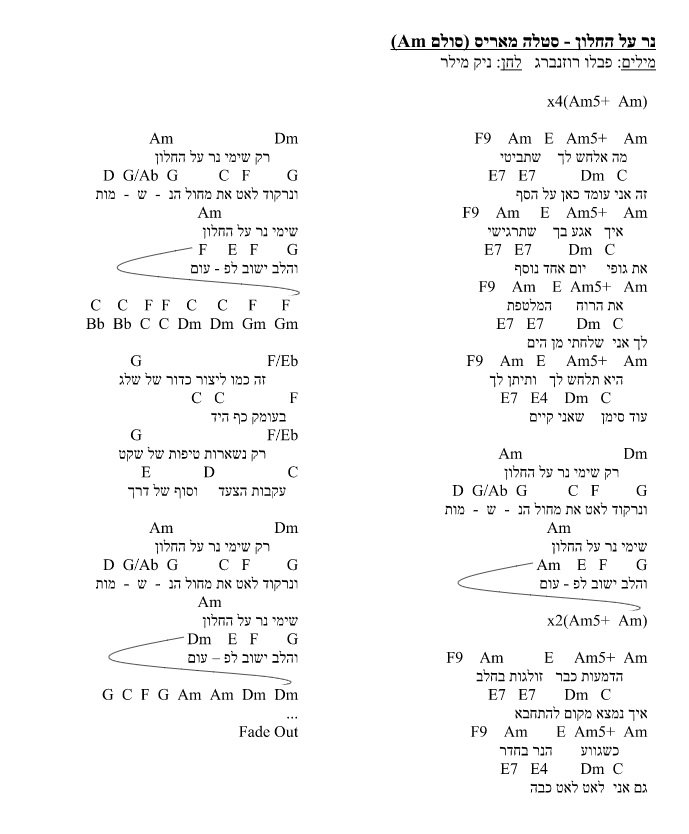 נר על החלון - סטלה מאריס (סולם Am)
מילים: פבלו רוזנברג לחן: ניק מילר
x4(Am5+ Am)
F9 Am E Am5+ Am
מה אלחש לך שתביטי
E7 E7 Dm C
זה אני עומד כאן על הסף
F9 Am E Am5+ Am
איך אגע בך שתרגישי
E7 E7 Dm C
את גופי יום אחד נוסף
F9 Am E Am5+ Am
את הרוח המלטפת
E7 E7 Dm C
לך אני שלחתי מן הים
F9 Am E Am5+ Am
היא תלחש לך ותיתן לך
E7 E4 Dm C
עוד סימן שאני קיים
Am Dm
רק שימי נר על החלון
D G/Ab G C F G
ונרקוד לאט את מחול הנ - ש - מות
Am
שימי נר על החלון
Am E F G
והלב ישוב לפ - עום
x2(Am5+ Am)
F9 Am E Am5+ Am
הדמעות כבר זולגות בחלב
E7 E7 Dm C
איך נמצא מקום להתחבא
F9 Am E Am5+ Am
כשגווע הנר בחדר
E7 E4 Dm C
גם אני לאט לאט כבה
Am Dm
רק שימי נר על החלון
D G/Ab G C F G
ונרקוד לאט את מחול הנ - ש - מות
Am
שימי נר על החלון
F E F G
והלב ישוב לפ - עום
C C F F C C F F
Bb Bb C C Dm Dm Gm Gm
G F/Eb
זה כמו ליצור כדור של שלג
C C F
בעומק כף היד
G F/Eb
רק נשארות טיפות של שקט
E D C
עקבות הצעד וסוף של דרך
Am Dm
רק שימי נר על החלון
D G/Ab G C F G
ונרקוד לאט את מחול הנ - ש - מות
Am
שימי נר על החלון
Dm E F G
והלב ישוב לפ – עום
G C F G Am Am Dm Dm
...
Fade Out